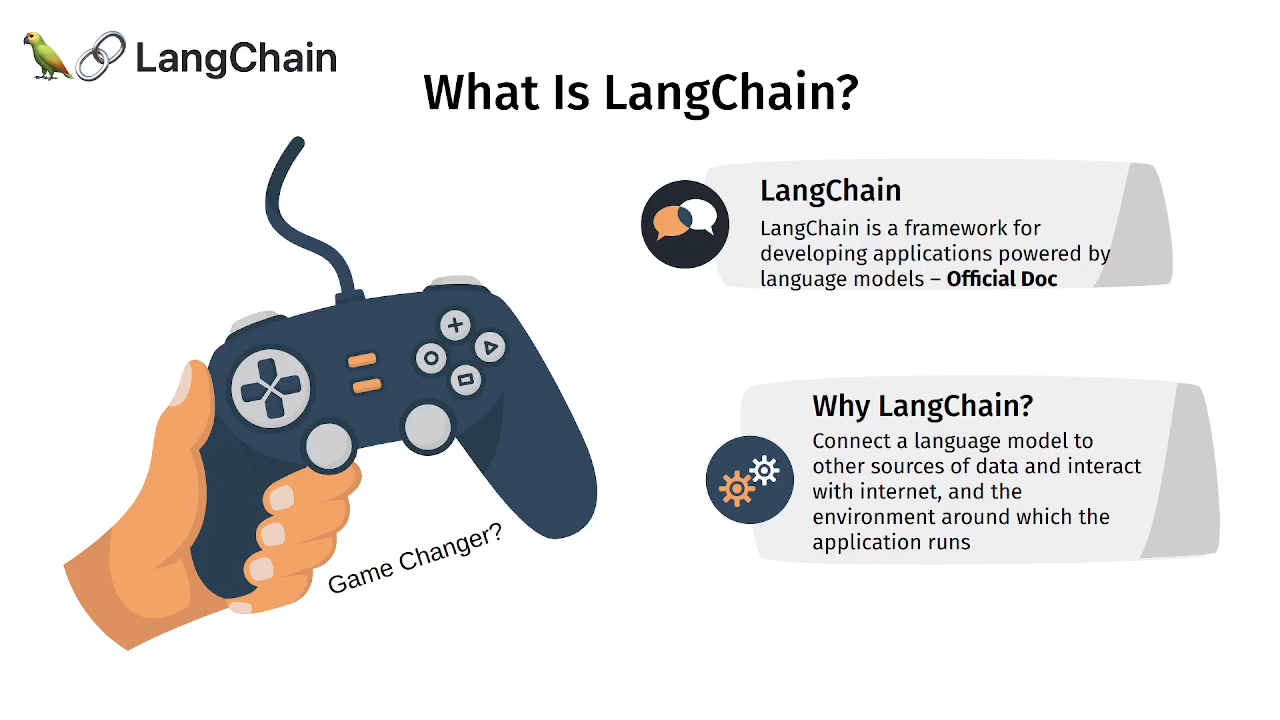 LangChain
What Is LangChain?
LangChain
LangChain is a framework for
developing applications powered by
language models – Official Doc
Why LangChain?
Connect a language model to
other sources of data and interact
with internet, and the
environment around which the
application runs
Game Changer?